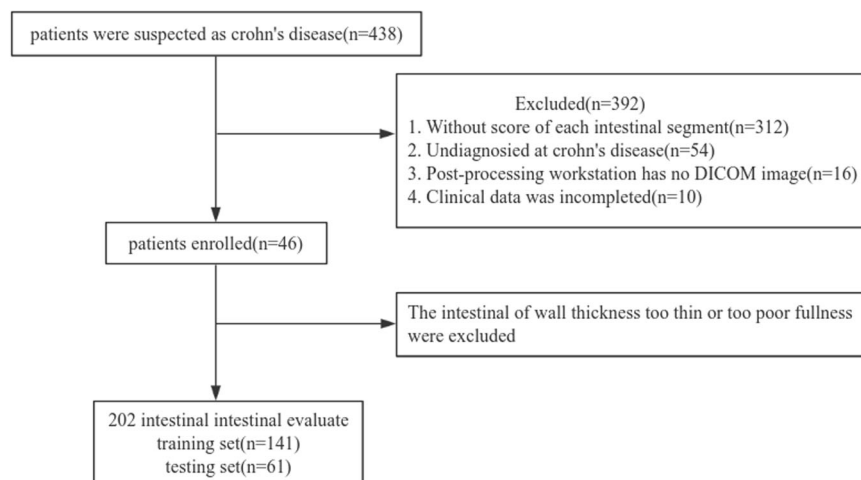 patients were suspected as crohn's disease(n=438)
Excluded(n=392)
1. Without score of each intestinal segment(n=312)
2. Undiagnosied at crohn's disease(n=54)
3. Post-processing workstation has no DICOM image(n=16)
4. Clinical data was incompleted(n=10)
patients enrolled(n=46)
The intestinal of wall thickness too thin or too poor fullness
were excluded
202 intestinal intestinal evaluate
training set(n=141)
testing set(n=61)